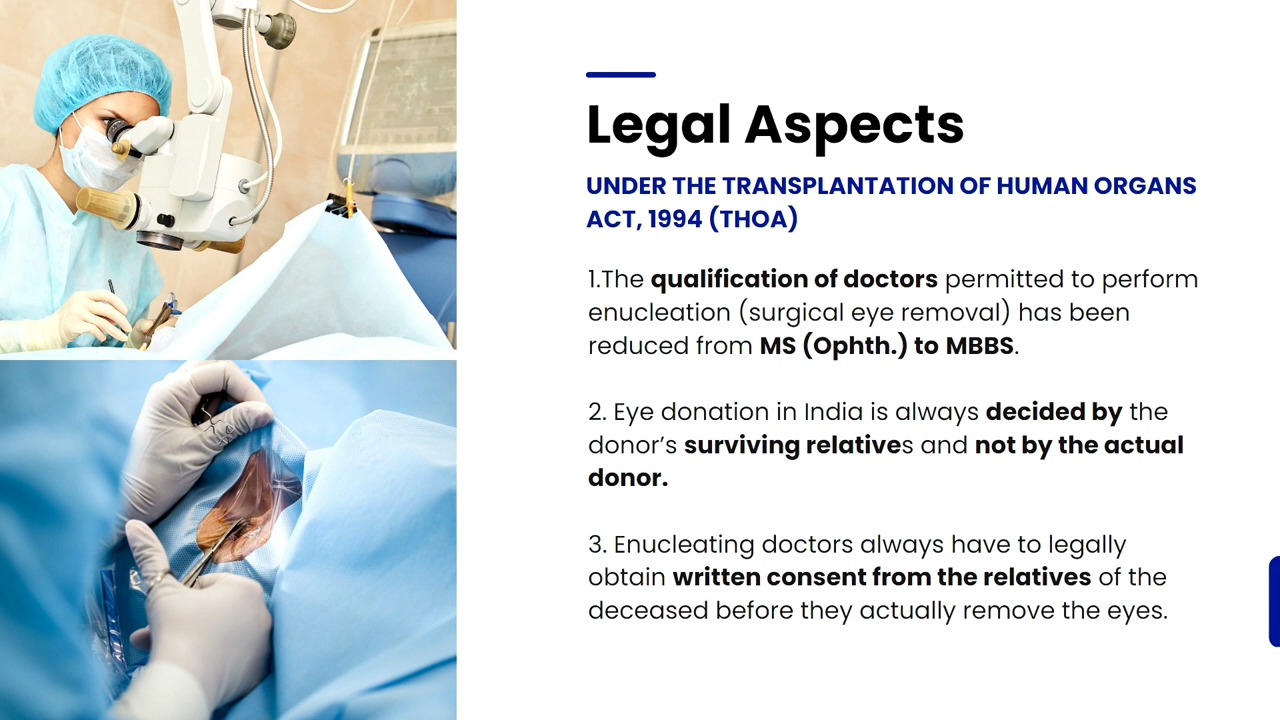 Legal Aspects
UNDER THE TRANSPLANTATION OF HUMAN ORGANS
ACT, 1994 (THOA)
1.The qualification of doctors permitted to perform
enucleation (surgical eye removal) has been
reduced from MS (Ophth.) to MBBS.
2. Eye donation in India is always decided by the
donor’s surviving relatives and not by the actual
donor.
3. Enucleating doctors always have to legally
obtain written consent from the relatives of the
deceased before they actually remove the eyes.